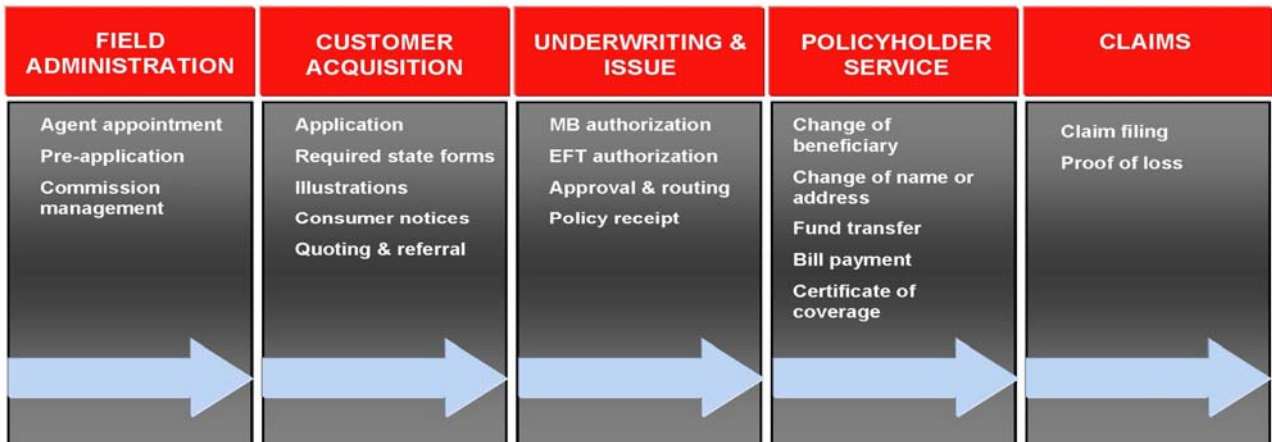 FIELD
ADMINISTRATION
Agent appointment
Pre-application
Commission
management
CUSTOMER
ACQUISITION
Application
Required state forms
Illustrations
Consumer notices
Quoting & referral
UNDERWRITING &
ISSUE
MB authorization
EFT authorization
Approval & routing
Policy receipt
POLICYHOLDER
SERVICE
Change of
beneficiary
Change of name or
address
Fund transfer
Bill payment
Certificate of
coverage
CLAIMS
Claim filing
Proof of loss